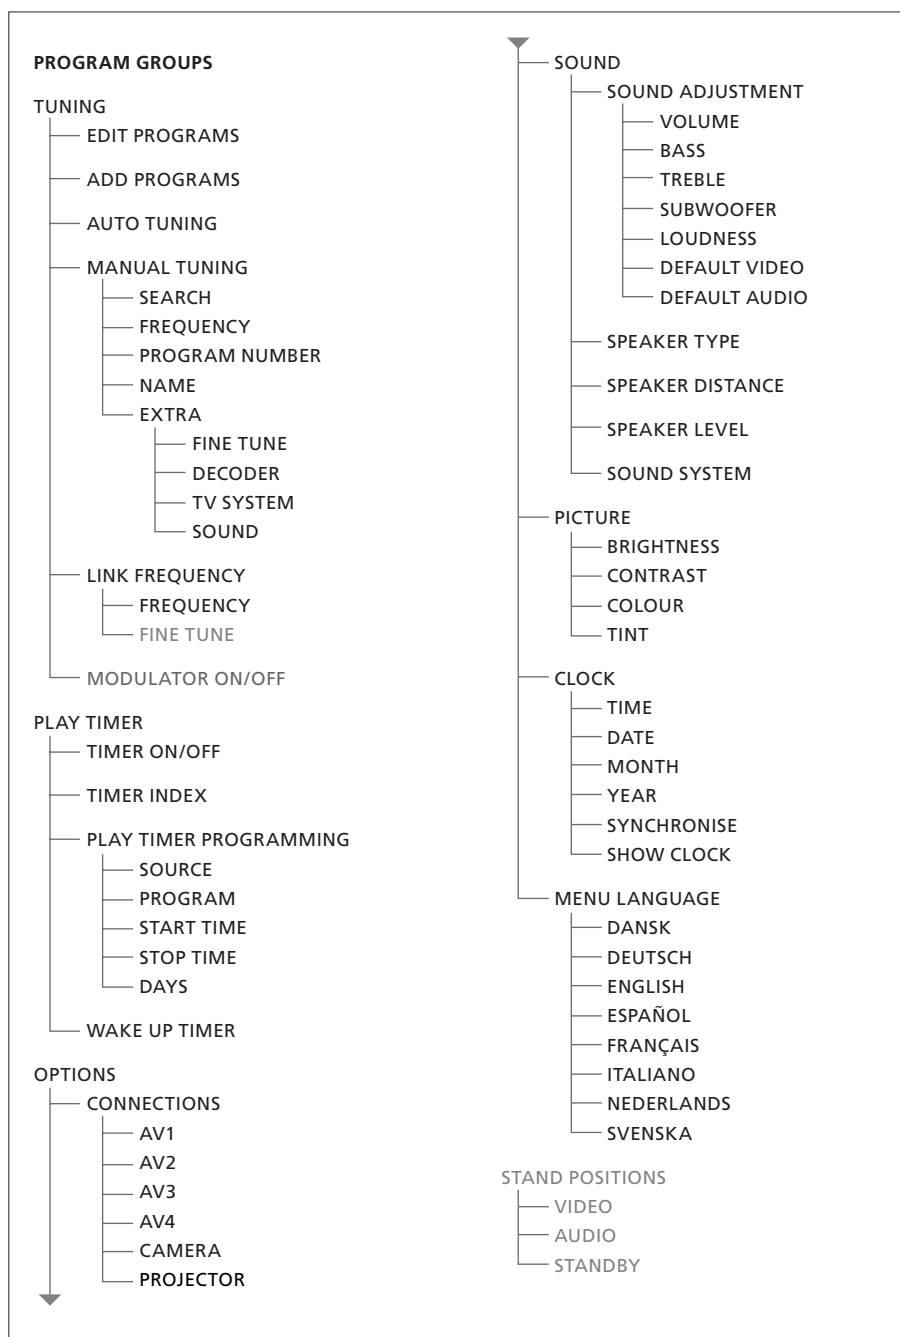 PROGRAM GROUPS
TUNING
EDIT PROGRAMS
ADD PROGRAMS
AUTO TUNING
MANUAL TUNING
SEARCH
FREQUENCY
PROGRAM NUMBER
NAME
EXTRA
FINE TUNE
DECODER
TV SYSTEM
SOUND
LINK FREQUENCY
FREQUENCY
FINE TUNE
MODULATOR ON/OFF
PLAY TIMER
TIMER ON/OFF
TIMER INDEX
PLAY TIMER PROGRAMMING
SOURCE
PROGRAM
START TIME
STOP TIME
DAYS
WAKE UP TIMER
OPTIONS
CONNECTIONS
AV1
AV2
AV3
AV4
CAMERA
PROJECTOR
SOUND
SOUND ADJUSTMENT
VOLUME
BASS
TREBLE
SUBWOOFER
LOUDNESS
DEFAULT VIDEO
DEFAULT AUDIO
SPEAKER TYPE
SPEAKER DISTANCE
SPEAKER LEVEL
SOUND SYSTEM
PICTURE
BRIGHTNESS
CONTRAST
COLOUR
TINT
CLOCK
TIME
DATE
MONTH
YEAR
SYNCHRONISE
SHOW CLOCK
MENU LANGUAGE
DANSK
DEUTSCH
ENGLISH
ESPAÑOL
FRANÇAIS
ITALIANO
NEDERLANDS
SVENSKA
STAND POSITIONS
VIDEO
AUDIO
STANDBY